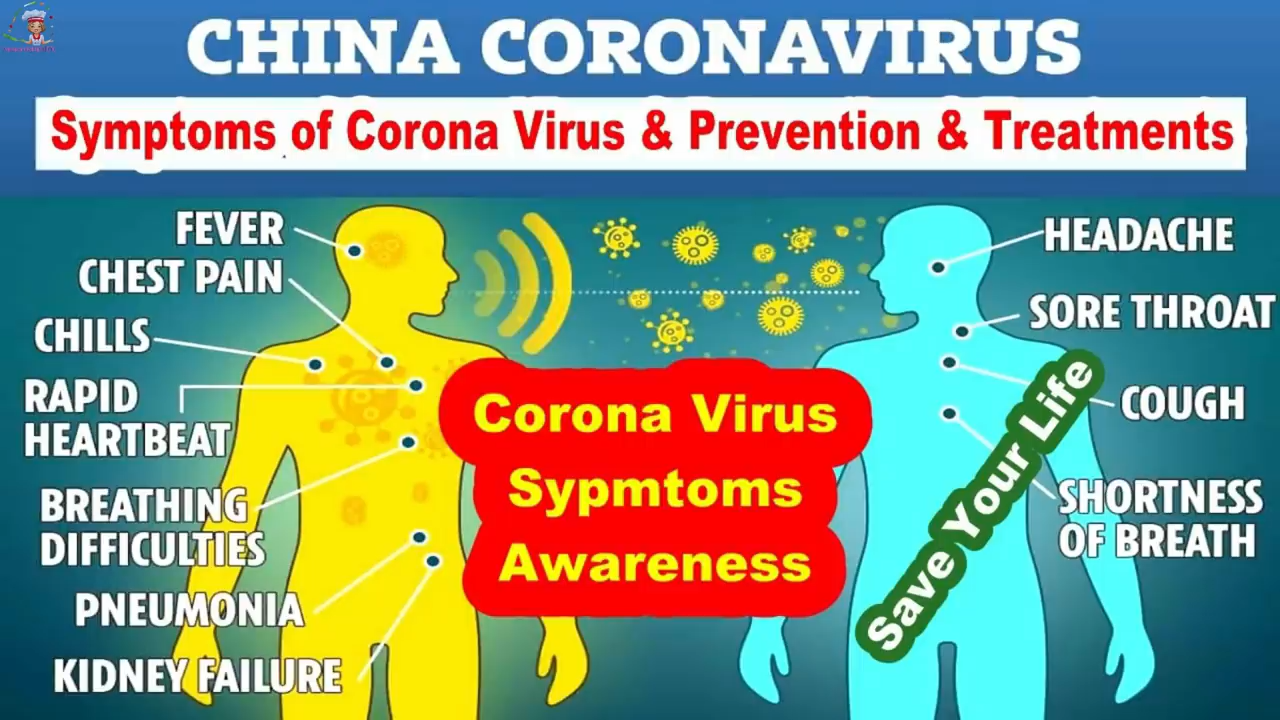 CHINA CORONAVIRUS
Symptoms of Corona Virus & Prevention & Treatments
FEVER
CHEST PAIN
CHILLS
RAPID
HEARTBEAT
BREATHING
DIFFICULTIES
PNEUMONIA
KIDNEY FAILURE
Corona Virus
Sypmtoms
Awareness
HEADACHE
SORE THROAT
COUGH
SHORTNESS
OF BREATH
Save Your Life